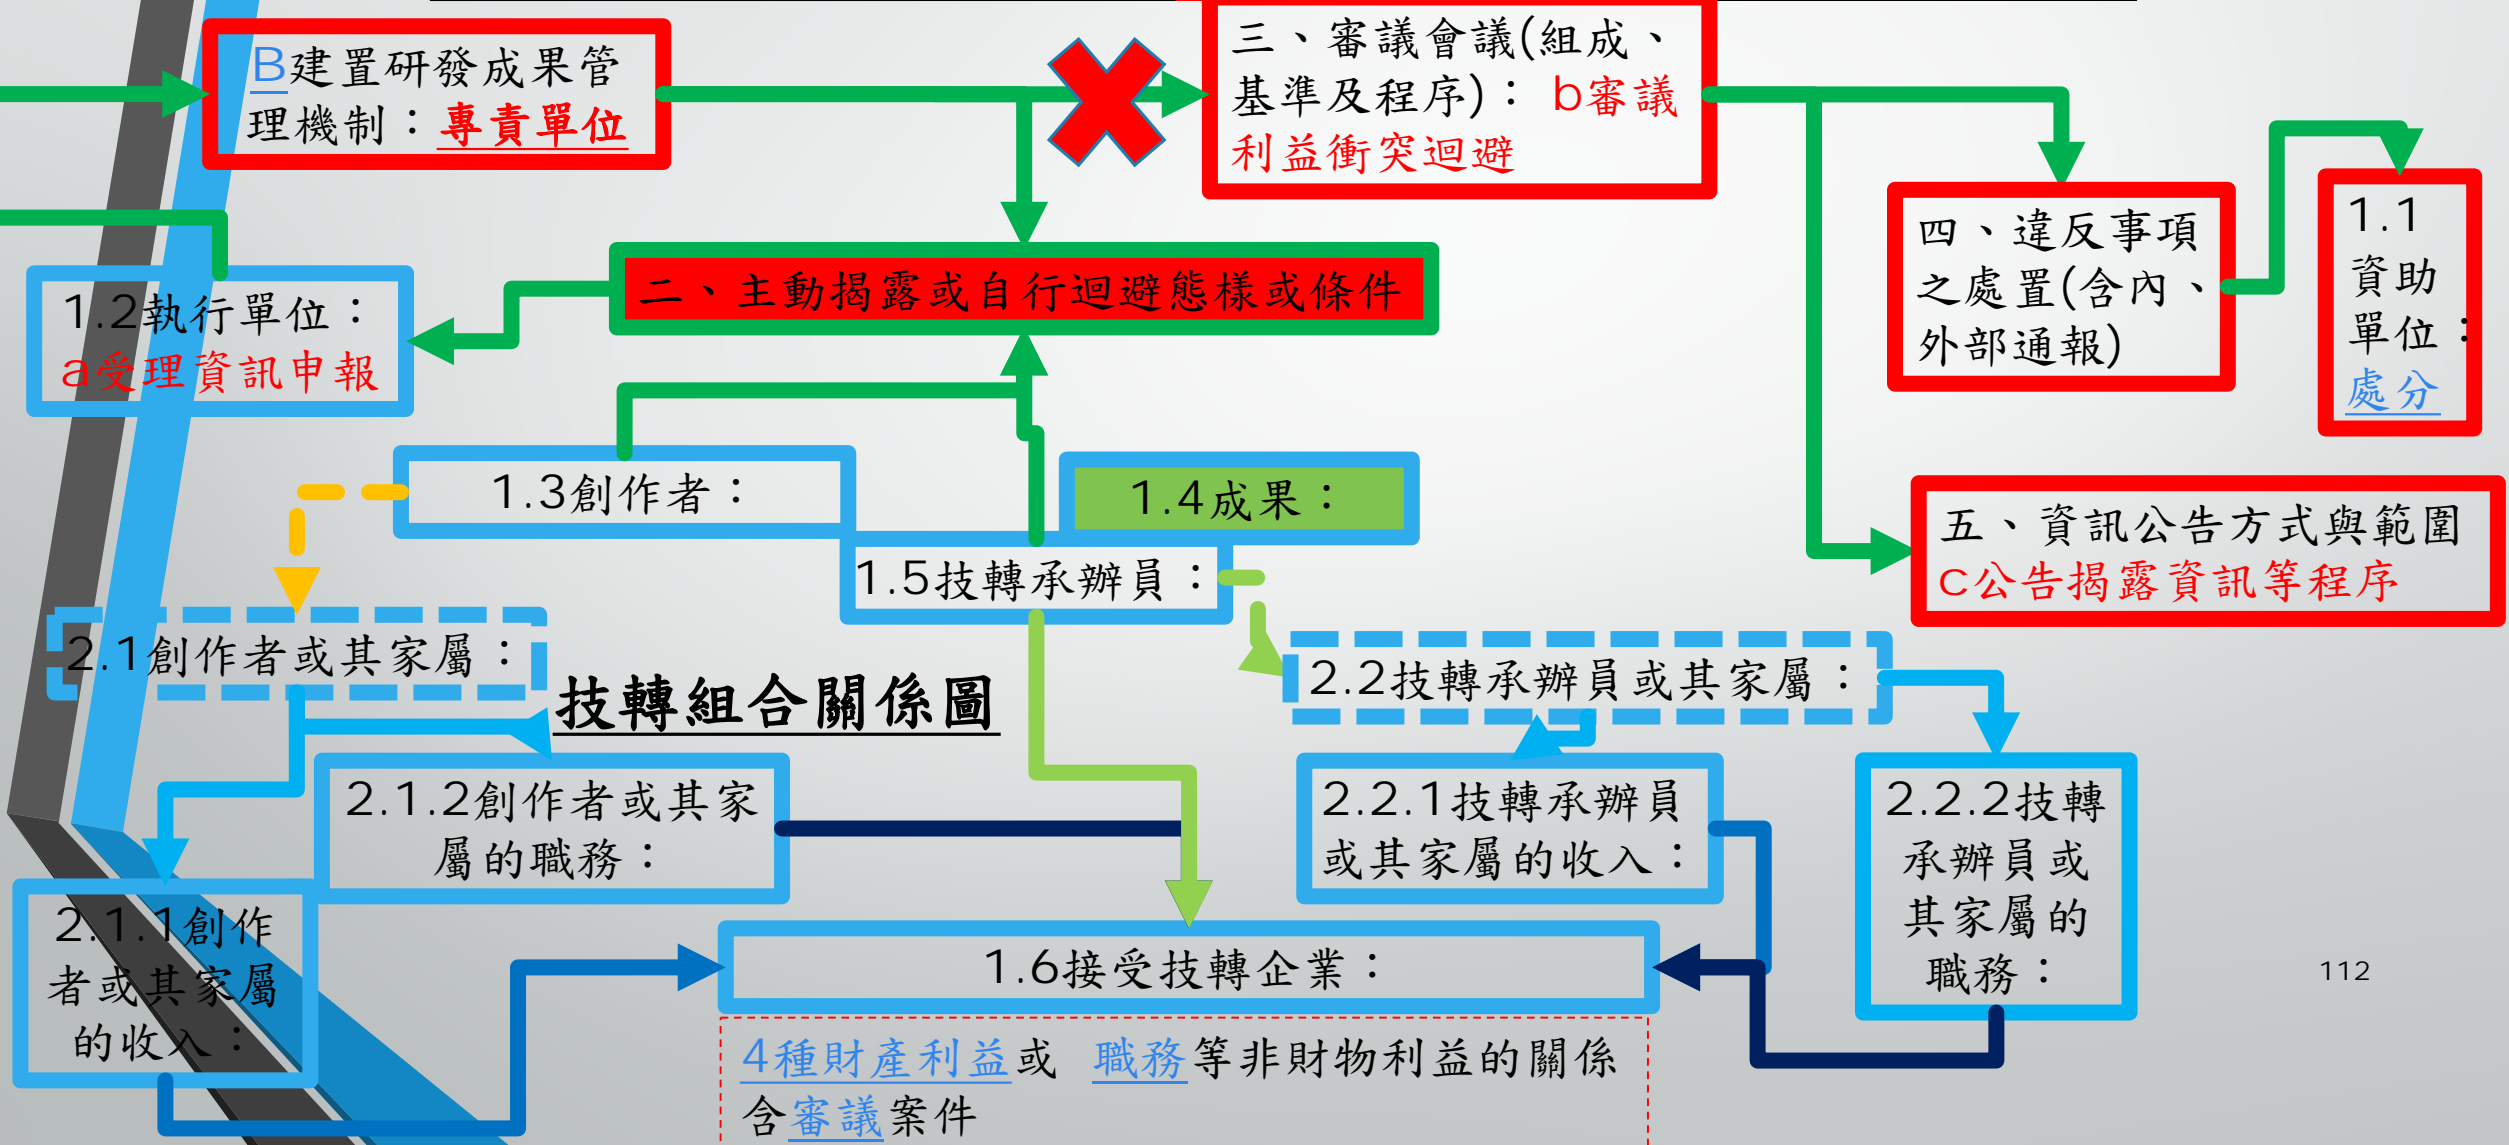 B建置研發成果管
理機制：專責單位
三、審議會議(組成、
基準及程序)： b審議
利益衝突迴避
四、違反事項
之處置(含內、
外部通報)
1.1
資助
單位：
處分
二、主動揭露或自行迴避態樣或條件
1.2執行單位：
a受理資訊申報
1.3創作者：
1.4成果：
1.5技轉承辦員：
五、資訊公告方式與範圍
C公告揭露資訊等程序
2.1創作者或其家屬：
2.2技轉承辦員或其家屬：
技轉組合關係圖
2.1.2創作者或其家
屬的職務：
2.2.1技轉承辦員
或其家屬的收入：
2.2.2技轉
承辦員或
其家屬的
職務：
2.1.1創作
者或其家屬
的收入：
1.6接受技轉企業：
112
4種財產利益或 職務等非財物利益的關係
含審議案件